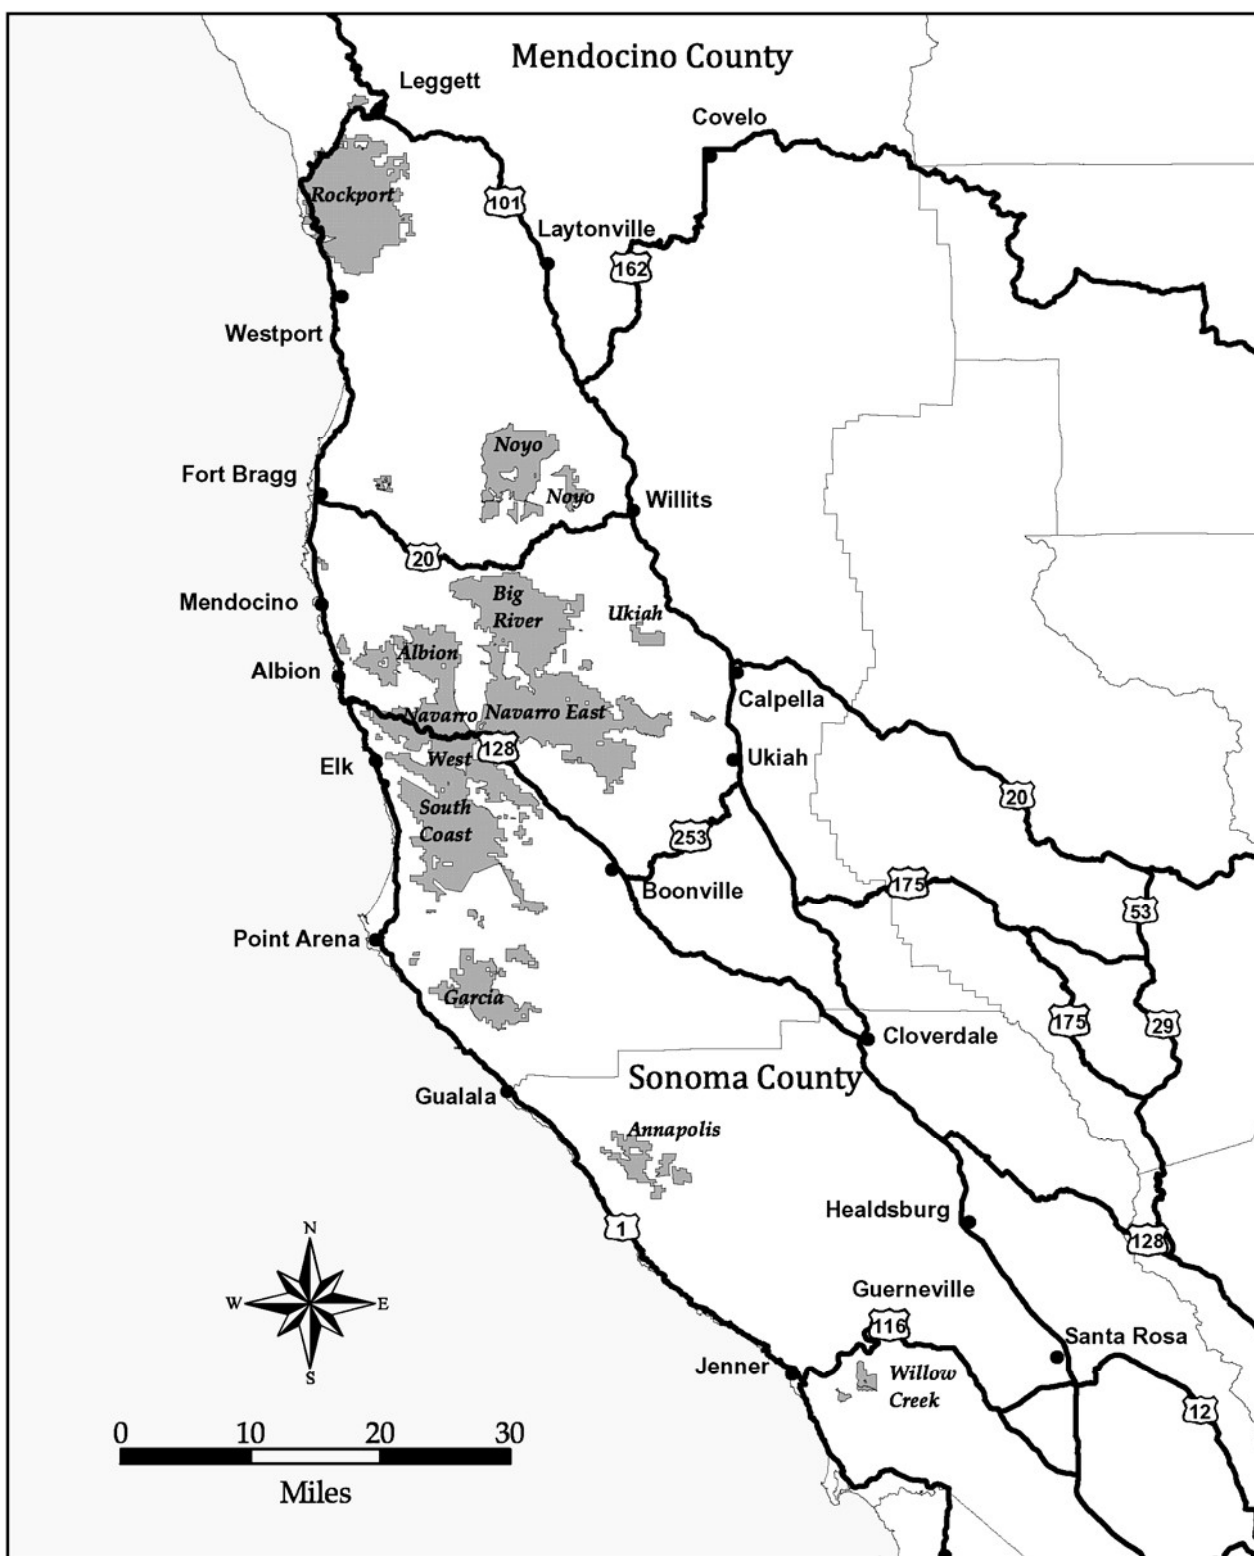 Mendocino County
Leggett
Covelo
Rockport
101
Laytonville
162
Westport
Noyo
Fort Bragg
Noyo
Willits
20
Big
River
Mendocino
Ukiah
Albion
Albion
Calpella
Navarro
Navarro East
128
West
Elk
Ukiah
20
South
Coast
253
175
Boonville
53
Point Arena
Garcia
175
29
Cloverdale
Sonoma County
Gualala
Annapolis
Healdsburg
1
128
N
W
E
S
Guerneville
116
Santa Rosa
Jenner
Willow
Creek
12
0 10 20 30
Miles